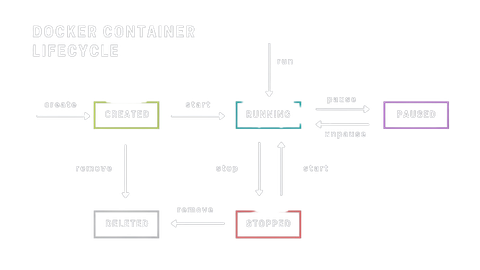 DOCKER CONTAINER
LIFECYCLE
run
create
start
pause
CREATED
RUNNING
PAUSED
unpause
remove
stop
start
remove
DELETED
STOPPED